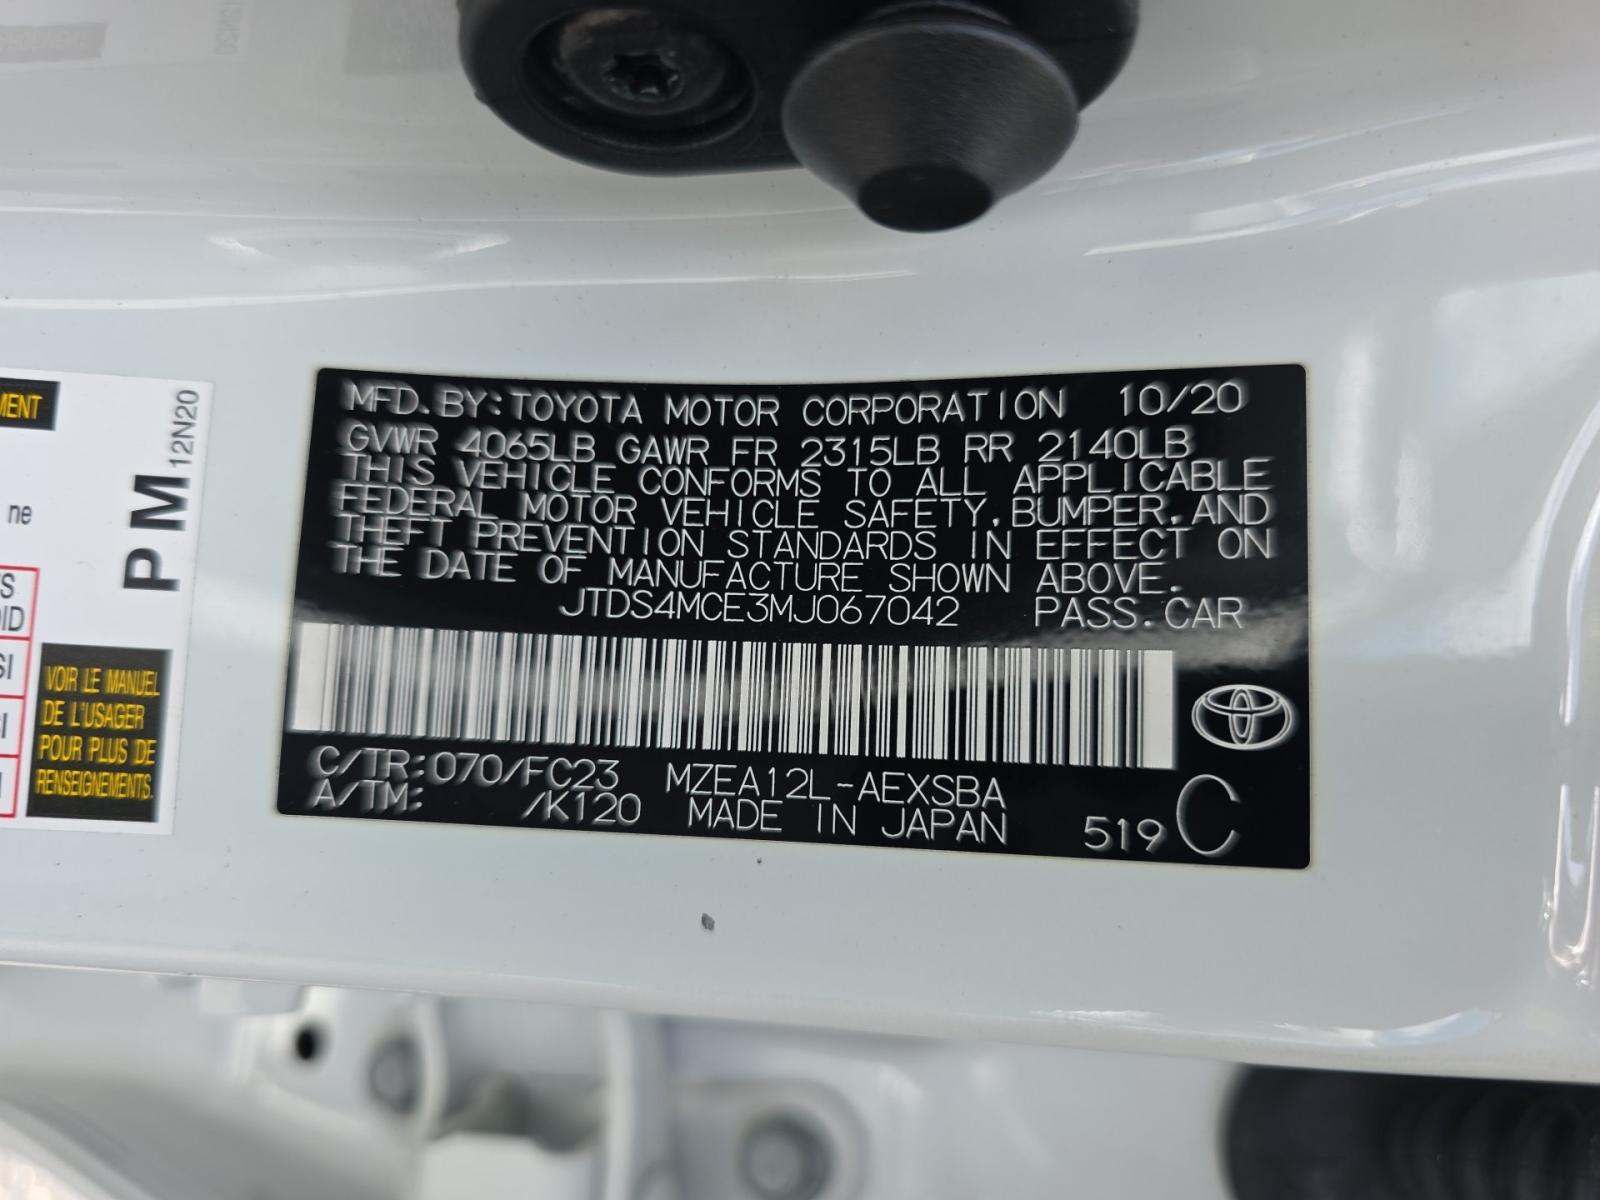 MFD. BY: TOYOTA MOTOR CORPORATION 10/20
GVWR 4065LB GAWR FR 2315LB RR 2140LB
THIS VEHICLE CONFORMS TO ALL APPLICABLE
FEDERAL MOTOR VEHICLE SAFETY, BUMPER, AND
THEFT PREVENTION STANDARDS IN EFFECT ON
THE DATE OF MANUFACTURE SHOWN ABOVE.
JTDS4MCE3MJ067042 PASS. CAR
C/TR: 070/FC23 MZEA12L-AEXSBA
A/TM: /K120 MADE IN JAPAN 519 C
MENT
ne
PM 12N20
VOIR LE MANUEL
DE L'USAGER
POUR PLUS DE
RENSEIGNEMENTS.